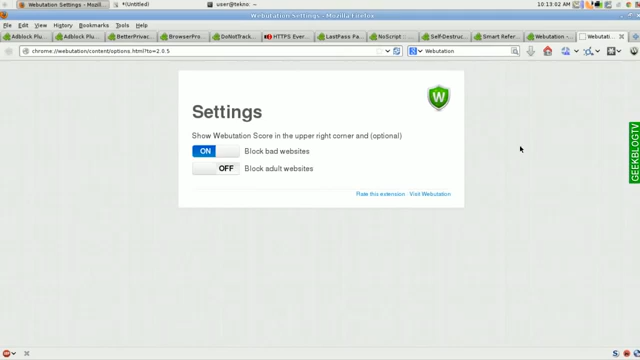 Webutation Settings - Moz...
*(Untitled)
user@tekno: ~
10:13:02 AM
Webutation Settings - Mozilla Firefox
File Edit View History Bookmarks Tools Help
Adblock Plu... Adblock Plu... BetterPrivac... BrowserPro... DoNotTrack... HTTPS Ever... LastPass Pa... NoScript :: ... Self-Destruc... Smart Refer... Webutation -... Webutati...
chrome://webutation/content/options.html?to=2.0.5
Webutation
W
Settings
Show Webutation Score in the upper right corner and (optional)
ON Block bad websites
OFF Block adult websites
Rate this extension · Visit Webutation
GEEKBLOGTV